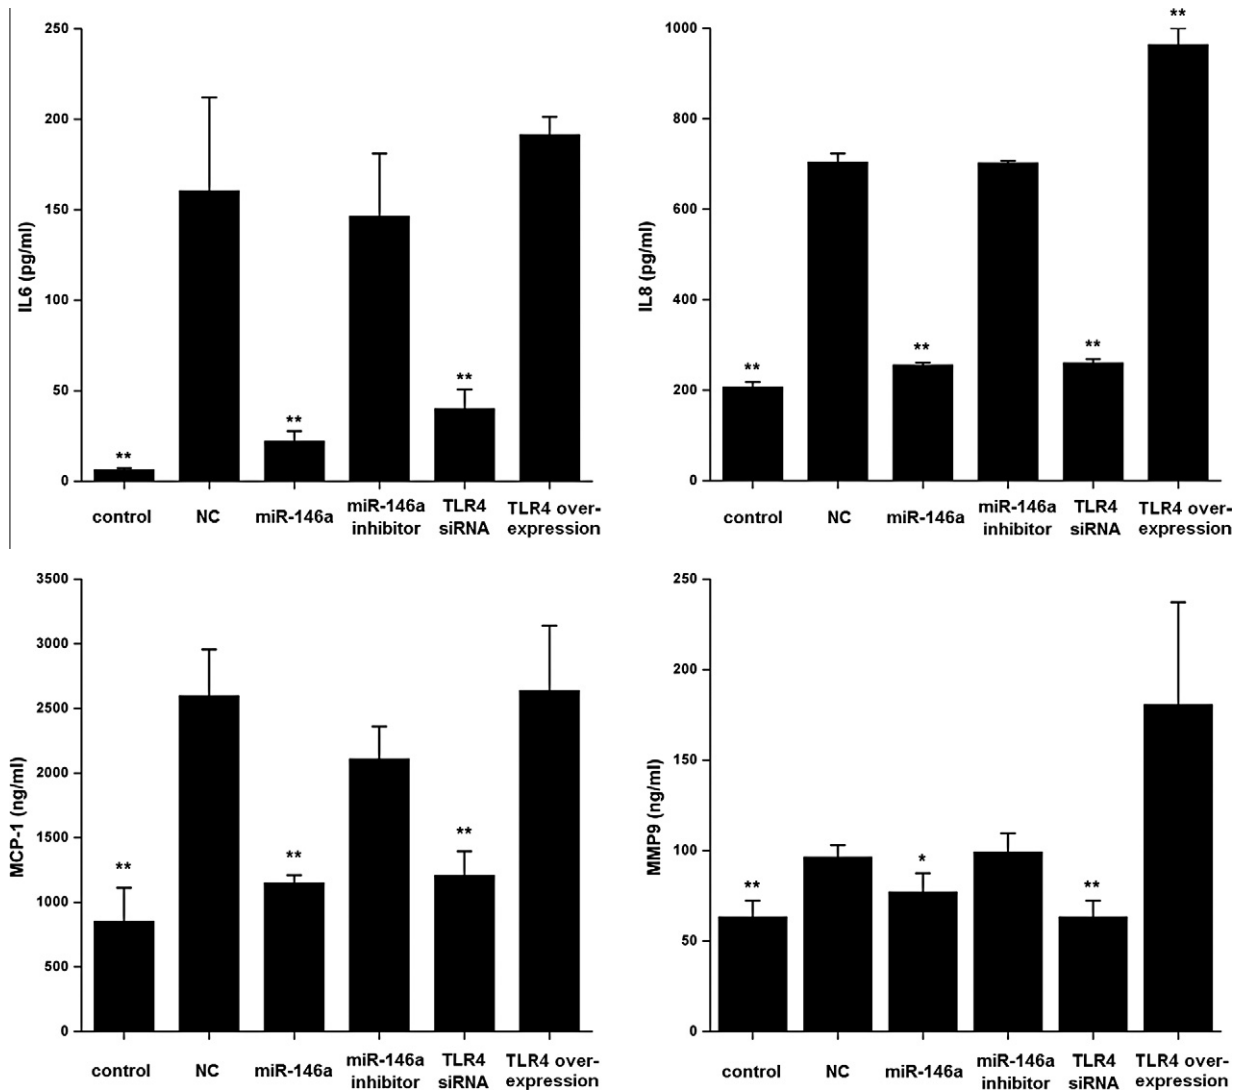 250
200
150
100
50
0
IL6 (pg/ml)
**
**
**
control
NC
miR-146a
miR-146a
inhibitor
TLR4
siRNA
TLR4 over-
expression
1000
800
600
400
200
0
IL8 (pg/ml)
**
**
**
**
control
NC
miR-146a
miR-146a
inhibitor
TLR4
siRNA
TLR4 over-
expression
3500
3000
2500
2000
1500
1000
500
0
MCP-1 (ng/ml)
**
**
**
control
NC
miR-146a
miR-146a
inhibitor
TLR4
siRNA
TLR4 over-
expression
250
200
150
100
50
0
MMP9 (ng/ml)
**
*
**
control
NC
miR-146a
miR-146a
inhibitor
TLR4
siRNA
TLR4 over-
expression